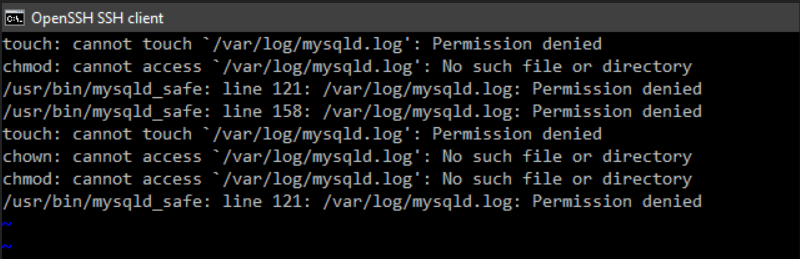 OpenSSH SSH client
touch: cannot touch `/var/log/mysqld.log': Permission denied
chmod: cannot access `/var/log/mysqld.log': No such file or directory
/usr/bin/mysqld_safe: line 121: /var/log/mysqld.log: Permission denied
/usr/bin/mysqld_safe: line 158: /var/log/mysqld.log: Permission denied
touch: cannot touch `/var/log/mysqld.log': Permission denied
chown: cannot access `/var/log/mysqld.log': No such file or directory
chmod: cannot access `/var/log/mysqld.log': No such file or directory
/usr/bin/mysqld_safe: line 121: /var/log/mysqld.log: Permission denied
~
~